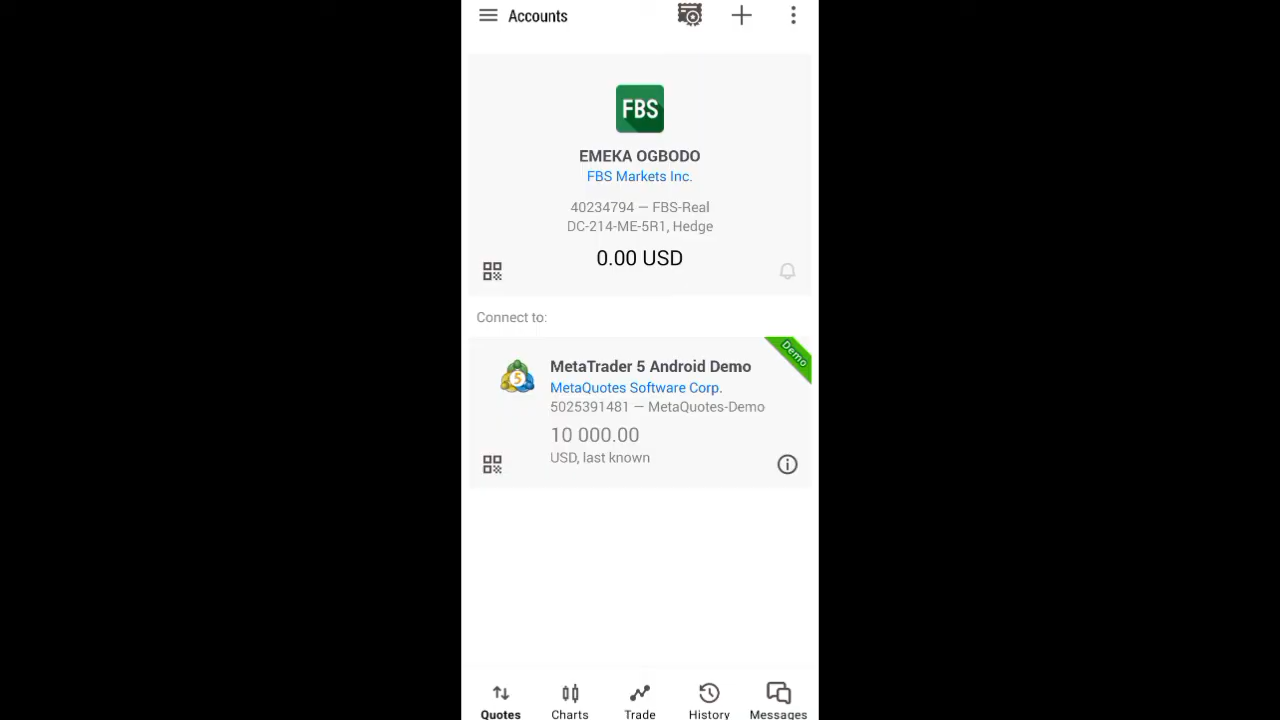 Accounts
FBS
EMEKA OGBODO
FBS Markets Inc.
40234794 — FBS-Real
DC-214-ME-5R1, Hedge
0.00 USD
Connect to:
Demo
MetaTrader 5 Android Demo
5
MetaQuotes Software Corp.
5025391481 — MetaQuotes-Demo
10 000.00
USD, last known
Quotes Charts Trade History Messages